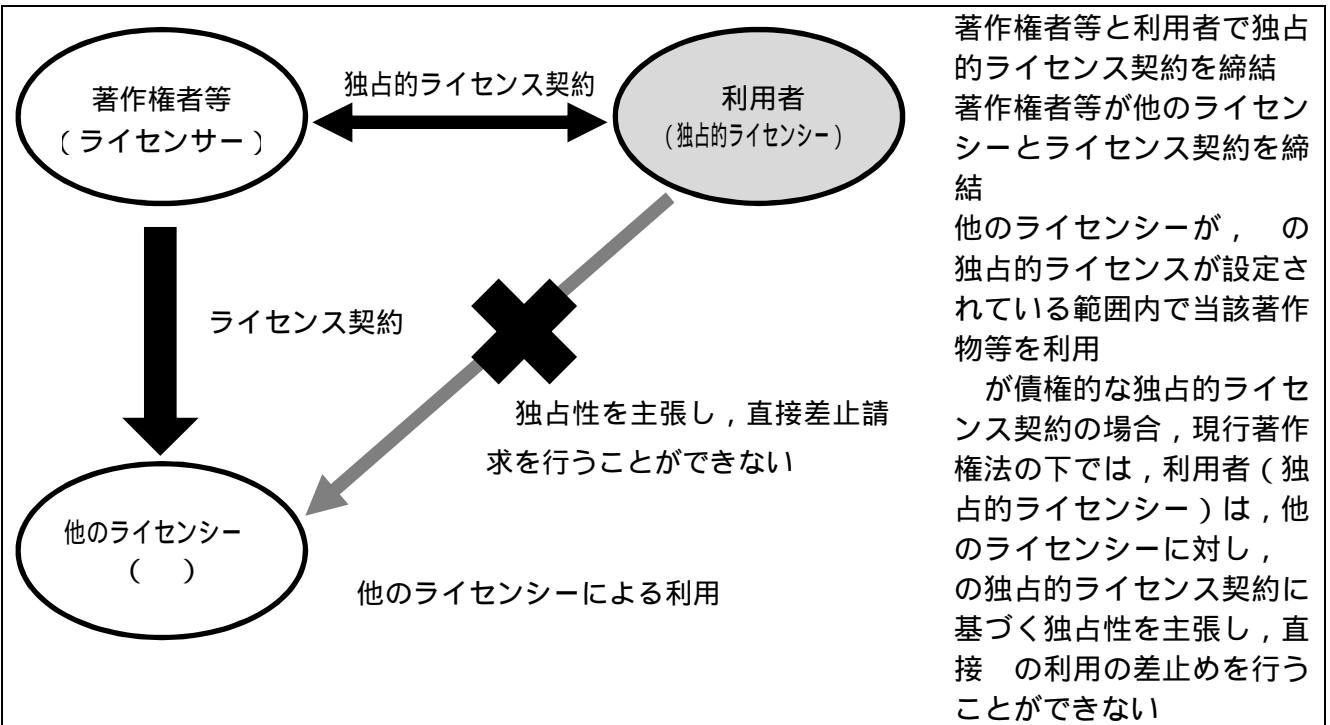 著作権者等
（ライセンサー）
独占的ライセンス契約
利用者
（独占的ライセンシー）
ライセンス契約
独占性を主張し，直接差止請
求を行うことができない
他のライセンシー
（　）
他のライセンシーによる利用
著作権者等と利用者で独占
的ライセンス契約を締結
著作権者等が他のライセン
シーとライセンス契約を締
結
他のライセンシーが，　の
独占的ライセンスが設定さ
れている範囲内で当該著作
物等を利用
　が債権的な独占的ライセ
ンス契約の場合，現行著作
権法の下では，利用者（独
占的ライセンシー）は，他
のライセンシーに対し，
の独占的ライセンス契約に
基づく独占性を主張し，直
接　の利用の差止めを行う
ことができない